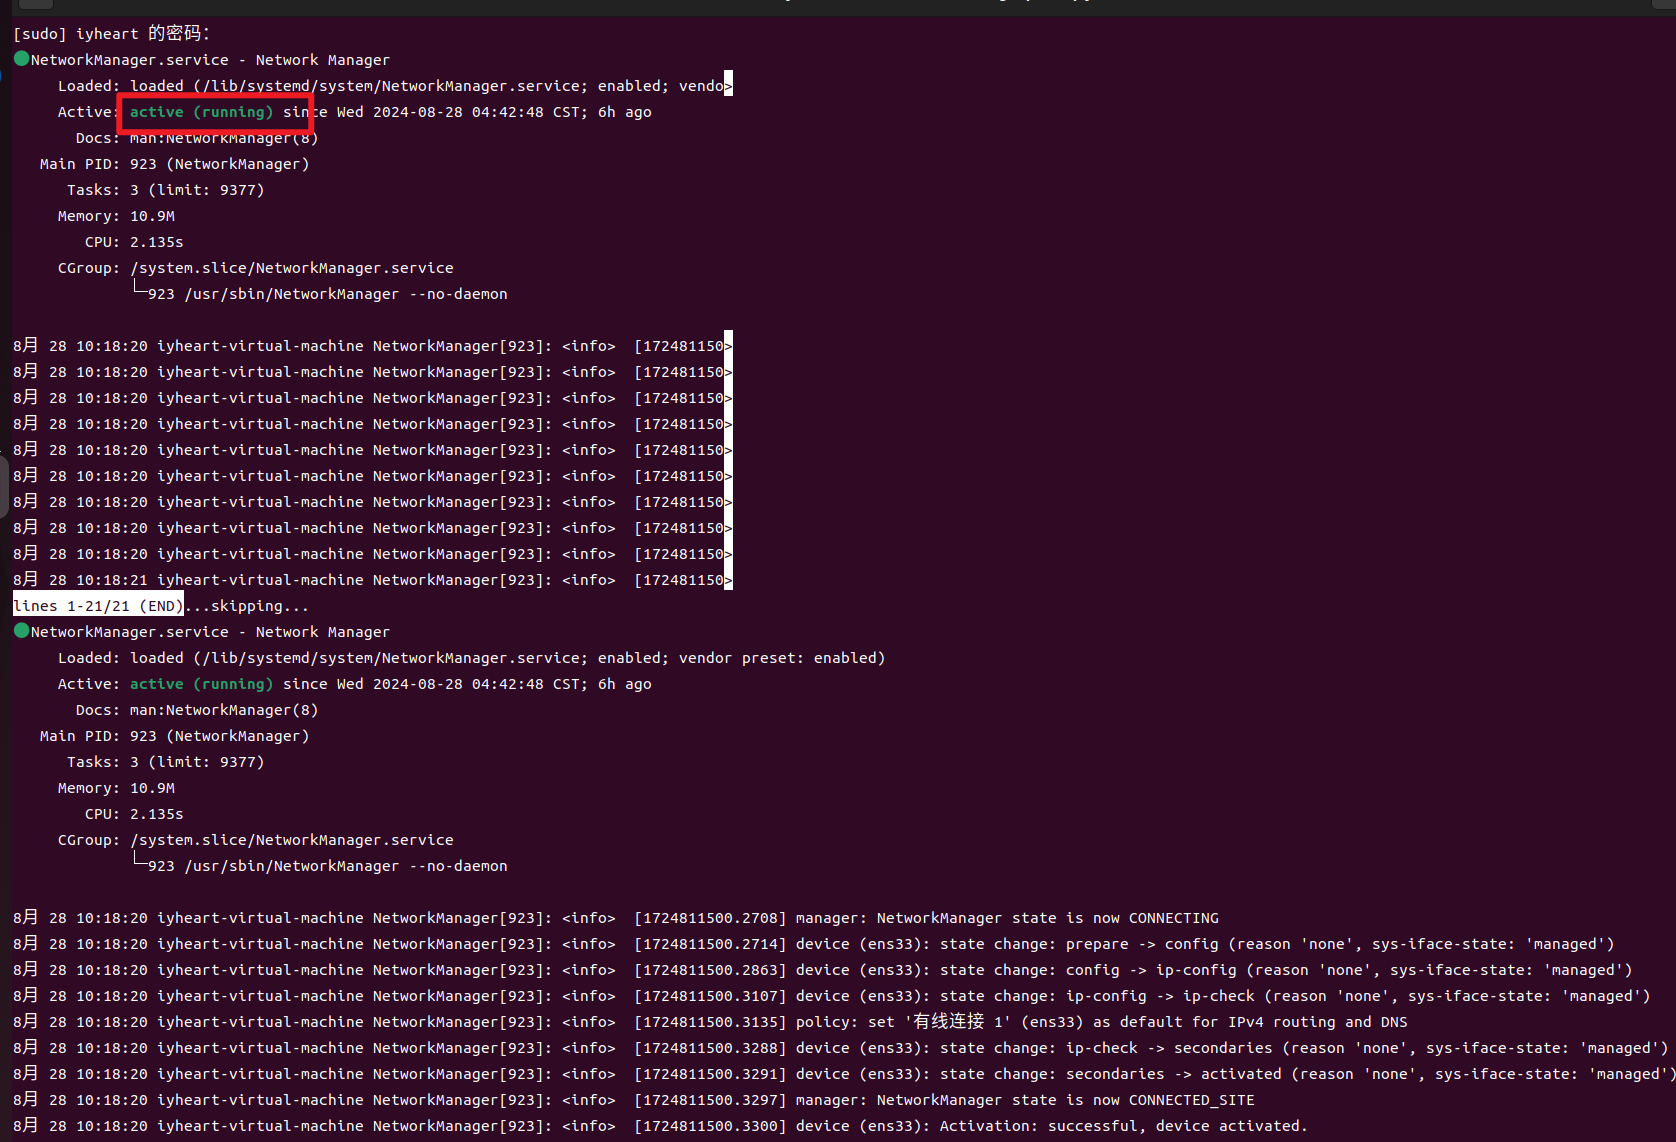 [sudo] iyheart 的密码：
●NetworkManager.service - Network Manager
Loaded: loaded (/lib/systemd/system/NetworkManager.service; enabled; vendo>
Active: active (running) since Wed 2024-08-28 04:42:48 CST; 6h ago
Docs: man:NetworkManager(8)
Main PID: 923 (NetworkManager)
Tasks: 3 (limit: 9377)
Memory: 10.9M
CPU: 2.135s
CGroup: /system.slice/NetworkManager.service
└─923 /usr/sbin/NetworkManager --no-daemon
8月 28 10:18:20 iyheart-virtual-machine NetworkManager[923]: <info>  [172481150>
8月 28 10:18:20 iyheart-virtual-machine NetworkManager[923]: <info>  [172481150>
8月 28 10:18:20 iyheart-virtual-machine NetworkManager[923]: <info>  [172481150>
8月 28 10:18:20 iyheart-virtual-machine NetworkManager[923]: <info>  [172481150>
8月 28 10:18:20 iyheart-virtual-machine NetworkManager[923]: <info>  [172481150>
8月 28 10:18:20 iyheart-virtual-machine NetworkManager[923]: <info>  [172481150>
8月 28 10:18:20 iyheart-virtual-machine NetworkManager[923]: <info>  [172481150>
8月 28 10:18:20 iyheart-virtual-machine NetworkManager[923]: <info>  [172481150>
8月 28 10:18:20 iyheart-virtual-machine NetworkManager[923]: <info>  [172481150>
8月 28 10:18:21 iyheart-virtual-machine NetworkManager[923]: <info>  [172481150>
lines 1-21/21 (END)...skipping...
●NetworkManager.service - Network Manager
Loaded: loaded (/lib/systemd/system/NetworkManager.service; enabled; vendor preset: enabled)
Active: active (running) since Wed 2024-08-28 04:42:48 CST; 6h ago
Docs: man:NetworkManager(8)
Main PID: 923 (NetworkManager)
Tasks: 3 (limit: 9377)
Memory: 10.9M
CPU: 2.135s
CGroup: /system.slice/NetworkManager.service
└─923 /usr/sbin/NetworkManager --no-daemon
8月 28 10:18:20 iyheart-virtual-machine NetworkManager[923]: <info>  [1724811500.2708] manager: NetworkManager state is now CONNECTING
8月 28 10:18:20 iyheart-virtual-machine NetworkManager[923]: <info>  [1724811500.2714] device (ens33): state change: prepare -> config (reason 'none', sys-iface-state: 'managed')
8月 28 10:18:20 iyheart-virtual-machine NetworkManager[923]: <info>  [1724811500.2863] device (ens33): state change: config -> ip-config (reason 'none', sys-iface-state: 'managed')
8月 28 10:18:20 iyheart-virtual-machine NetworkManager[923]: <info>  [1724811500.3107] device (ens33): state change: ip-config -> ip-check (reason 'none', sys-iface-state: 'managed')
8月 28 10:18:20 iyheart-virtual-machine NetworkManager[923]: <info>  [1724811500.3135] policy: set '有线连接 1' (ens33) as default for IPv4 routing and DNS
8月 28 10:18:20 iyheart-virtual-machine NetworkManager[923]: <info>  [1724811500.3288] device (ens33): state change: ip-check -> secondaries (reason 'none', sys-iface-state: 'managed')
8月 28 10:18:20 iyheart-virtual-machine NetworkManager[923]: <info>  [1724811500.3291] device (ens33): state change: secondaries -> activated (reason 'none', sys-iface-state: 'managed')
8月 28 10:18:20 iyheart-virtual-machine NetworkManager[923]: <info>  [1724811500.3297] manager: NetworkManager state is now CONNECTED_SITE
8月 28 10:18:20 iyheart-virtual-machine NetworkManager[923]: <info>  [1724811500.3300] device (ens33): Activation: successful, device activated.